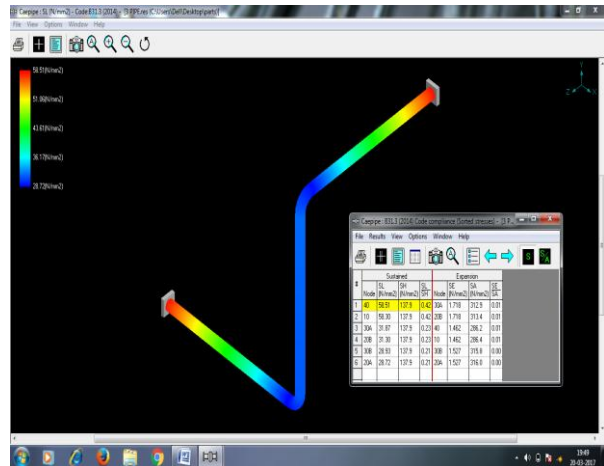 Caepipe : SL (N/mm2) - Code B31.3 (2014) - [3 PIPE.res (C:\Users\Dell\Desktop\parts)]
File View Options Window Help
58.51(N/mm2)
51.06(N/mm2)
43.61(N/mm2)
36.17(N/mm2)
28.72(N/mm2)
Y
Z X
Caepipe : B31.3 (2014) Code compliance (Sorted stresses) - [3 P...
File Results View Options Window Help
# Sustained Expansion
Node SL (N/mm2) SH (N/mm2) SL/SH Node SE (N/mm2) SA (N/mm2) SE/SA
1 40 58.51 137.9 0.42 30A 1.718 312.9 0.01
2 10 58.30 137.9 0.42 20B 1.718 313.4 0.01
3 30A 31.87 137.9 0.23 40 1.462 286.2 0.01
4 20B 31.30 137.9 0.23 10 1.462 286.4 0.01
5 30B 28.93 137.9 0.21 30B 1.527 315.8 0.00
6 20A 28.72 137.9 0.21 20A 1.527 316.0 0.00
19:49
20-03-2017